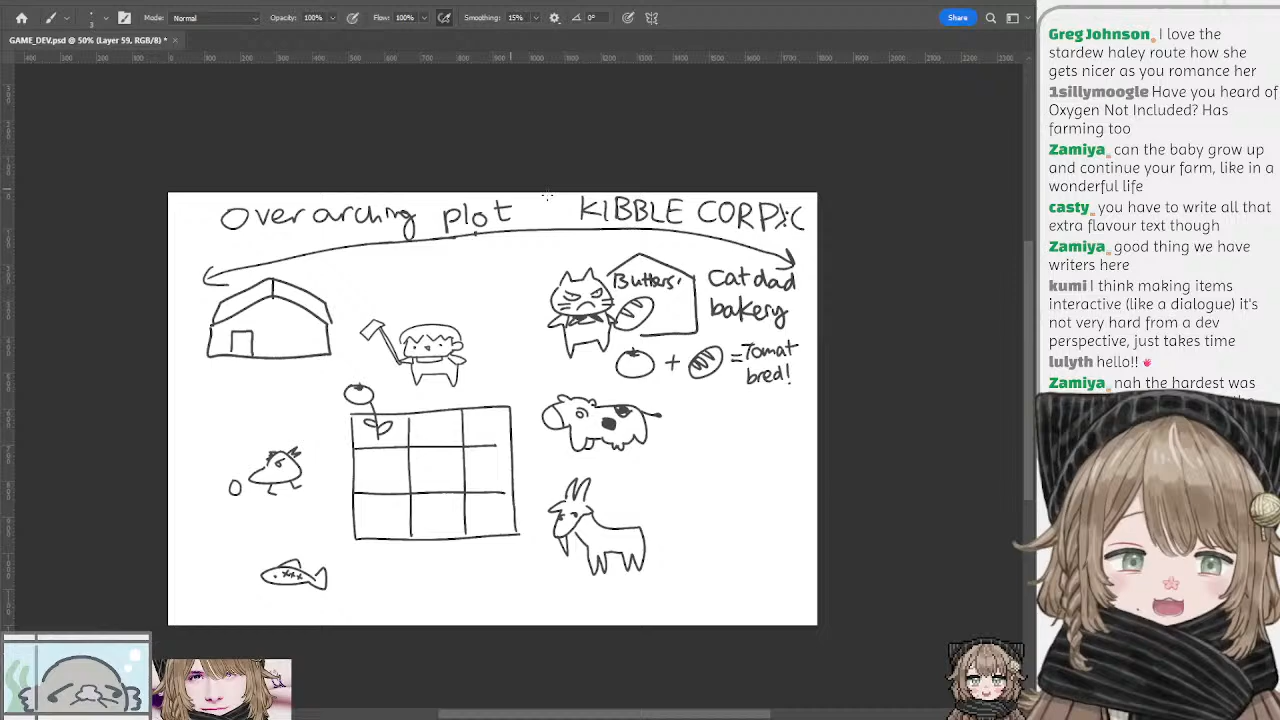 Mode: Normal Opacity: 100% Flow: 100% Smoothing: 15% 0° Share
GAME_DEV.psd @ 50% (Layer 59, RGB/8) *
overarching plot
KIBBLE CORP
Butters'
Cat dad
bakery
+ = Tomat
bred!
Greg Johnson I love the
stardew haley route how she
gets nicer as you romance her
1sillymoogle Have you heard of
Oxygen Not Included? Has
farming too
Zamiya can the baby grow up
and continue your farm, like in a
wonderful life
casty you have to write all that
extra flavour text though
Zamiya good thing we have
writers here
kumi I think making items
interactive (like a dialogue) it's
not very hard from a dev
perspective, just takes time
lulyth hello!!
Zamiya nah the hardest was